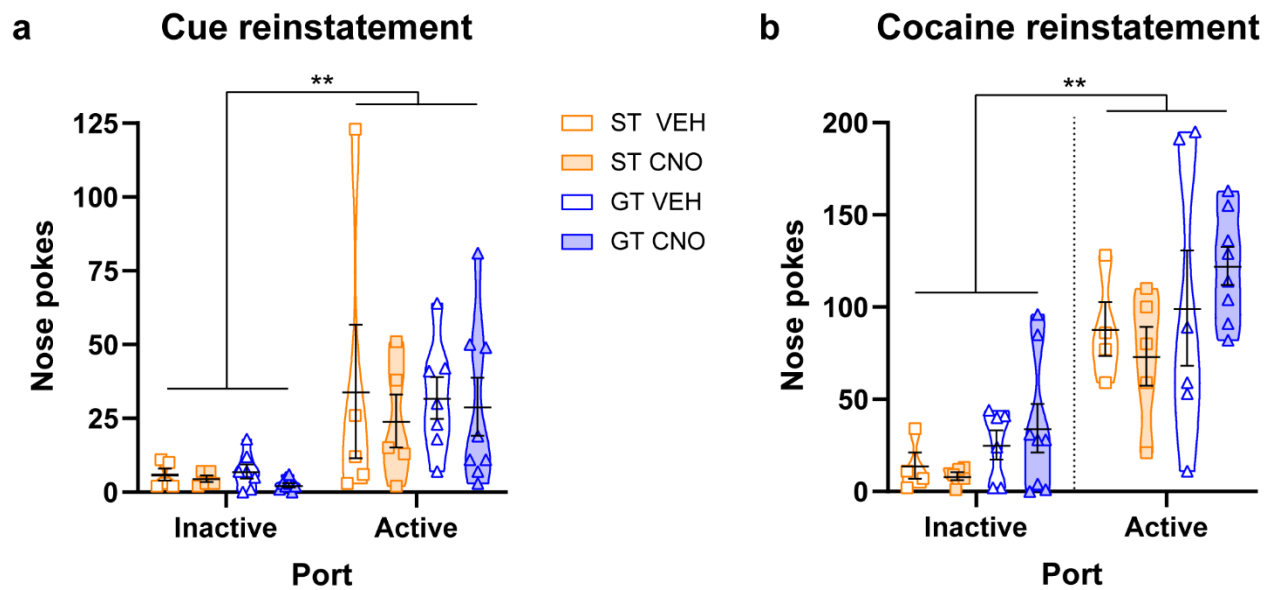 a Cue reinstatement
**
Nose pokes
125
100
75
50
25
0
Inactive Active
Port
ST VEH
ST CNO
GT VEH
GT CNO
b Cocaine reinstatement
**
Nose pokes
200
150
100
50
0
Inactive Active
Port